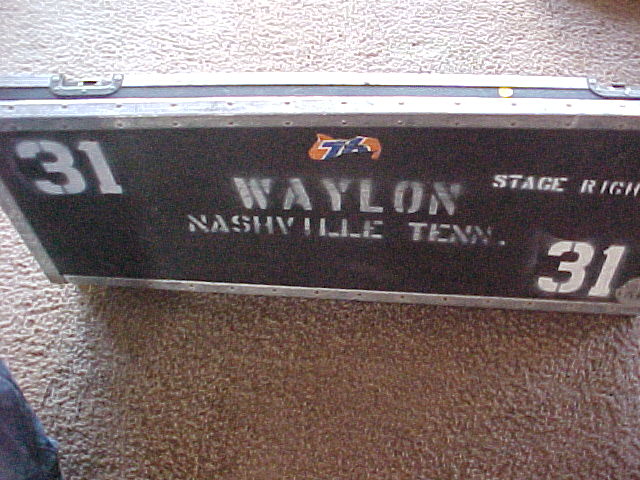 31
WAYLON
STAGE RIGH
NASHVILLE TENN.
31